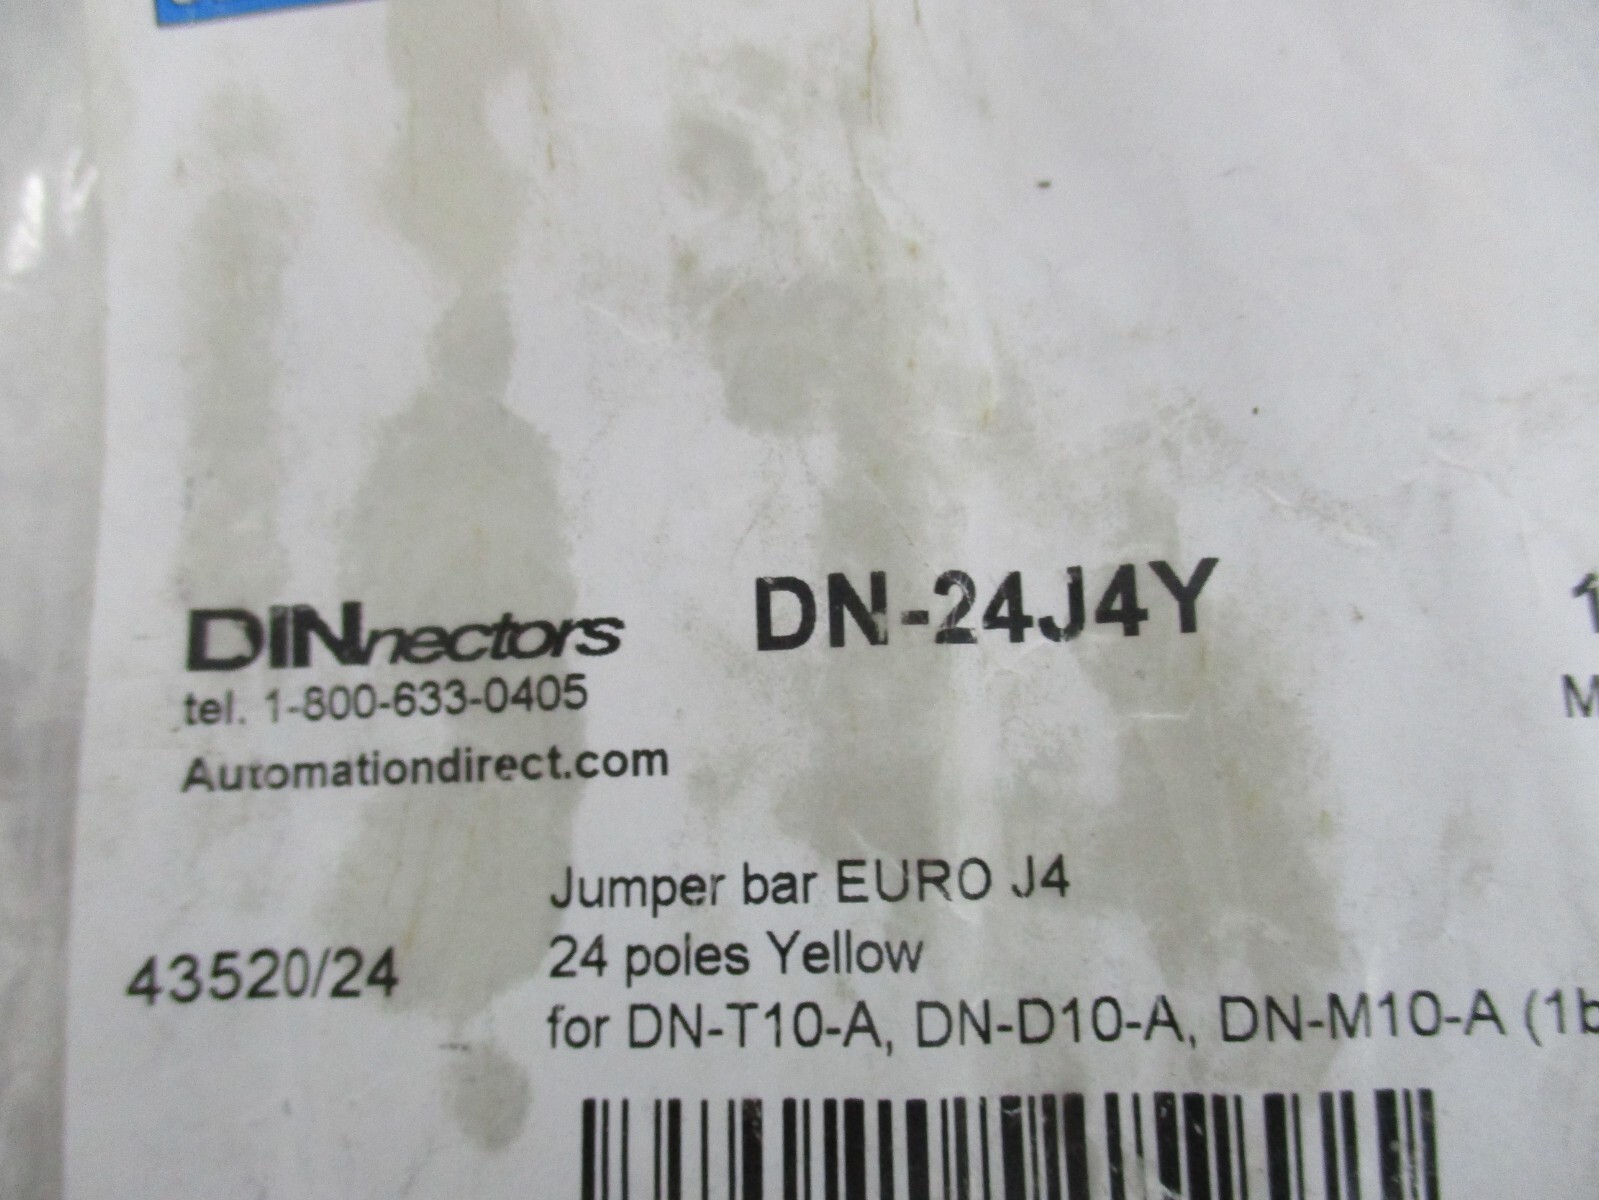 DINnectors
DN-24J4Y
tel. 1-800-633-0405
Automationdirect.com
Jumper bar EURO J4
43520/24
24 poles Yellow
for DN-T10-A, DN-D10-A, DN-M10-A (1b